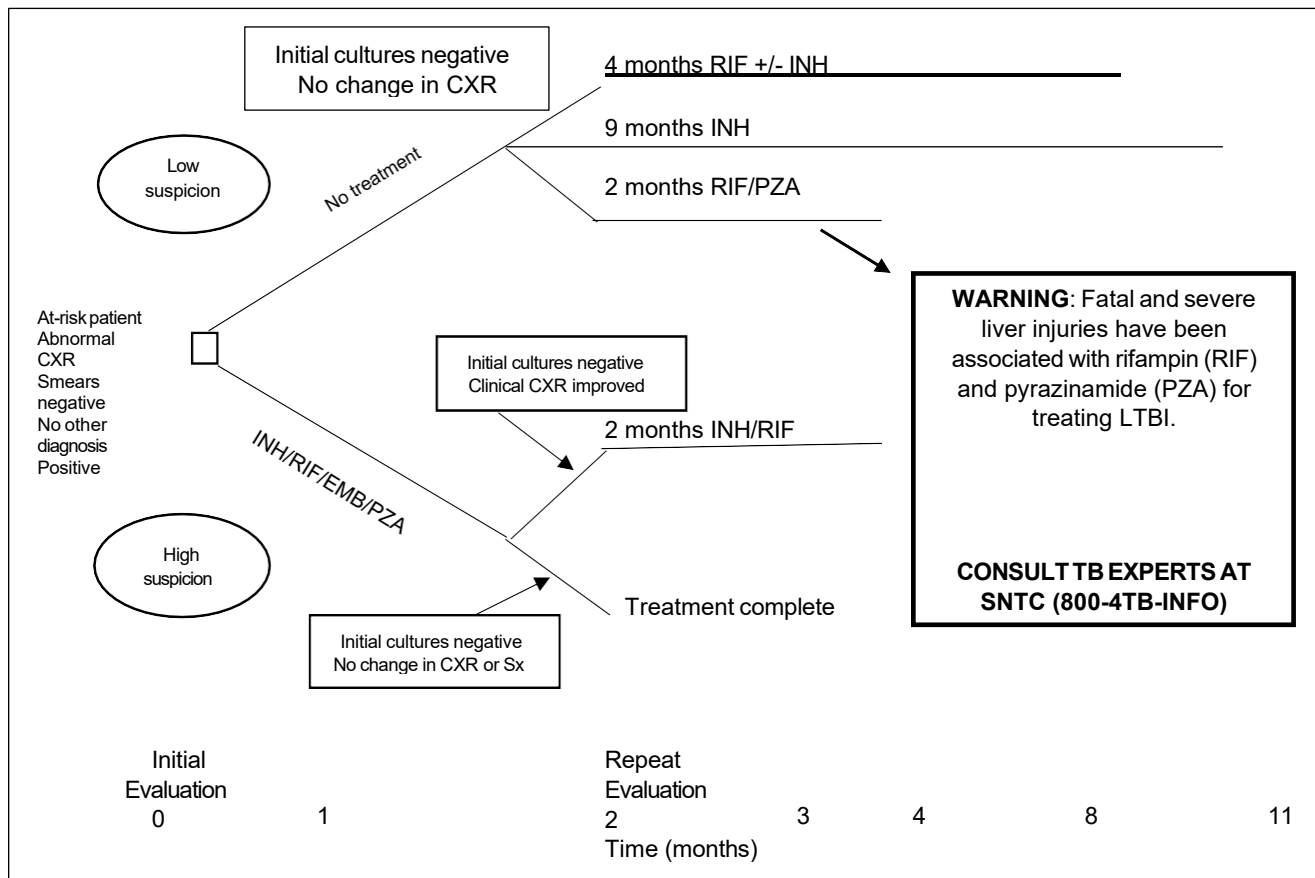 Initial cultures negative
No change in CXR
4 months RIF +/- INH
9 months INH
2 months RIF/PZA
Low
suspicion
No treatment
WARNING: Fatal and severe
liver injuries have been
associated with rifampin (RIF)
and pyrazinamide (PZA) for
treating LTBI.
CONSULT TB EXPERTS AT
SNTC (800-4TB-INFO)
At-risk patient
Abnormal
CXR
Smears
negative
No other
diagnosis
Positive
Initial cultures negative
Clinical CXR improved
2 months INH/RIF
INH/RIF/EMB/PZA
High
suspicion
Treatment complete
Initial cultures negative
No change in CXR or Sx
Initial
Evaluation
0
1
Repeat
Evaluation
2
3
4
8
11
Time (months)